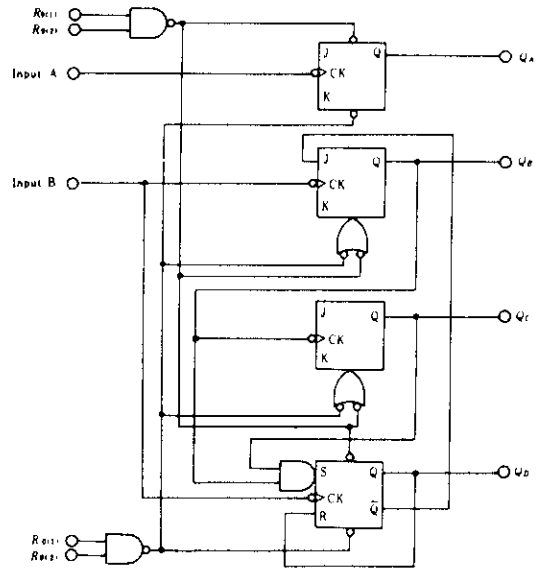 R9(1)
R9(2)
J Q
QA
Input A
CK
K
J Q
QB
Input B
CK
K
J Q
QC
CK
K
S Q
QD
CK
Q̄
R
R0(1)
R0(2)